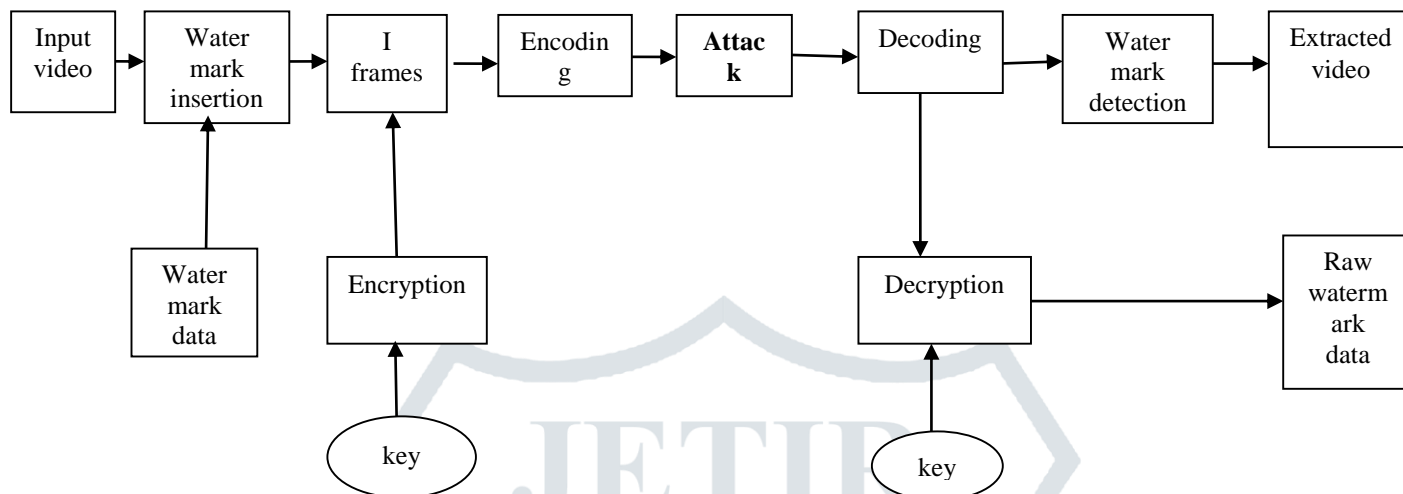 Input
video
Water
mark
insertion
I
frames
Encodin
g
Attac
k
Decoding
Water
mark
detection
Extracted
video
Water
mark
data
Encryption
Decryption
Raw
waterm
ark
data
key
key
JETIR